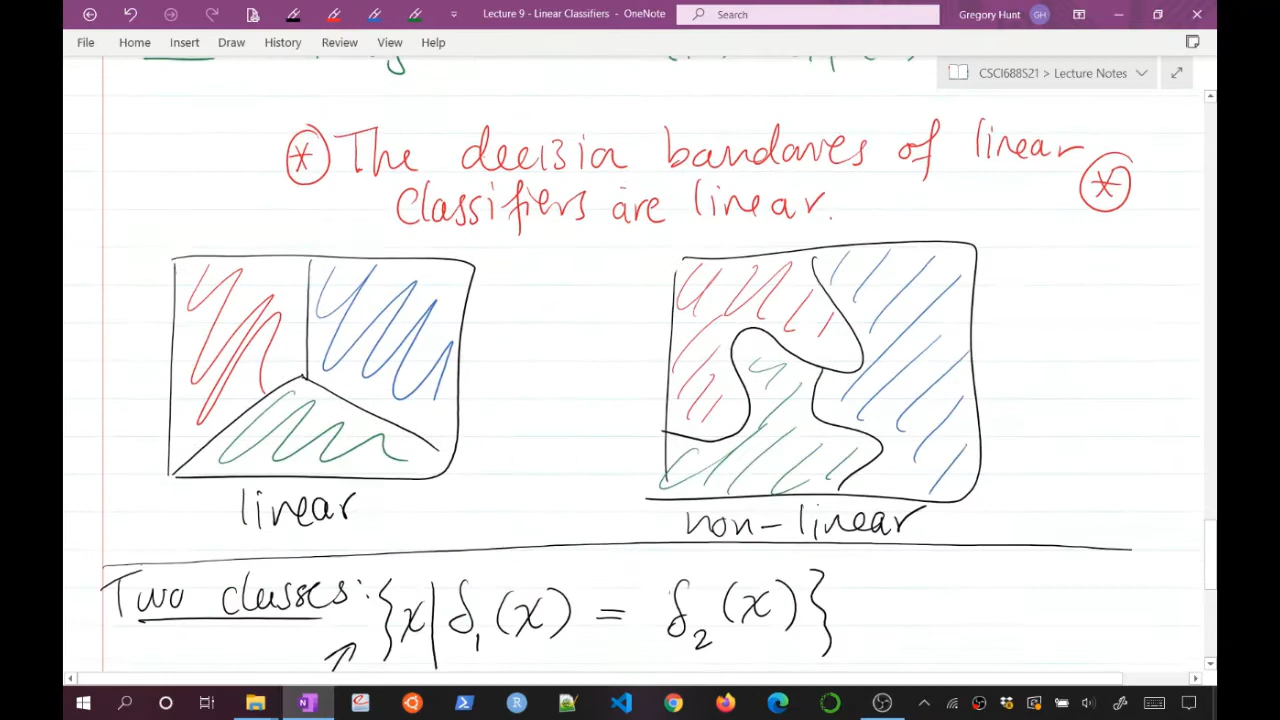 Lecture 9 - Linear Classifiers - OneNote
Search
Gregory Hunt
GH
File Home Insert Draw History Review View Help
CSCI688S21 > Lecture Notes
* The decision boundaries of linear *
classifiers are linear.
linear
non-linear
Two classes: {x | δ₁(x) = δ₂(x)}